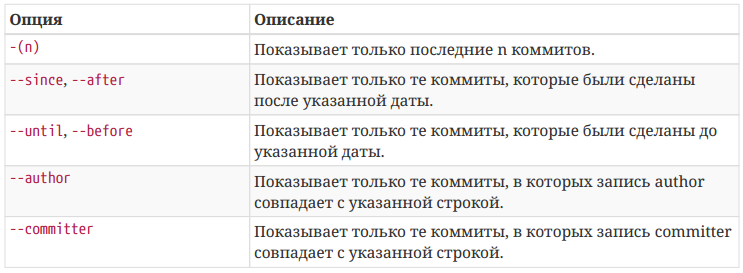 Опция Описание
-(n) Показывает только последние n коммитов.
--since, --after Показывает только те коммиты, которые были сделаны
после указанной даты.
--until, --before Показывает только те коммиты, которые были сделаны до
указанной даты.
--author Показывает только те коммиты, в которых запись author
совпадает с указанной строкой.
--committer Показывает только те коммиты, в которых запись committer
совпадает с указанной строкой.